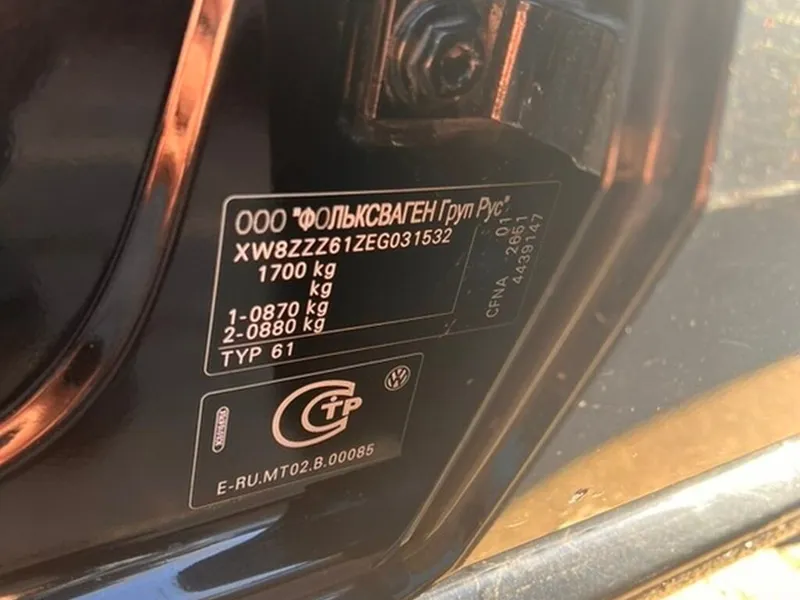 ООО "ФОЛЬКСВАГЕН Груп Рус"
XW8ZZZ61ZEG031532
1700 kg
kg
1-0870 kg
2-0880 kg
TYP 61
01
2661
CFNA 4439147
E-RU.MT02.B.00085